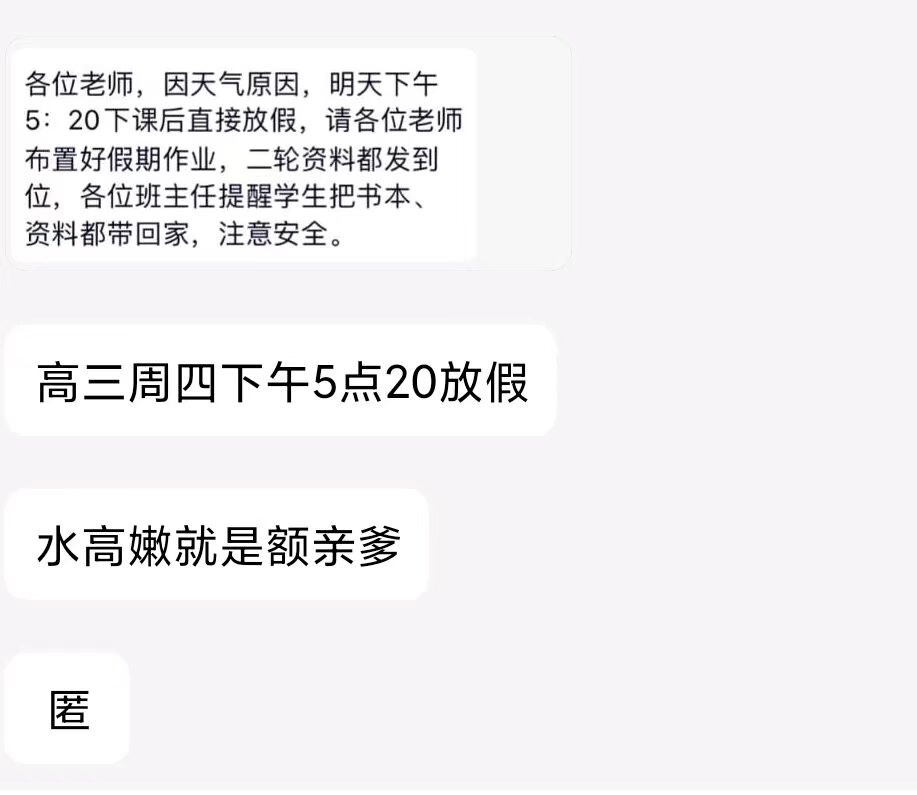 各位老师，因天气原因，明天下午
5：20下课后直接放假，请各位老师
布置好假期作业，二轮资料都发到
位，各位班主任提醒学生把书本、
资料都带回家，注意安全。
高三周四下午5点20放假
水高嫩就是额亲爹
匿